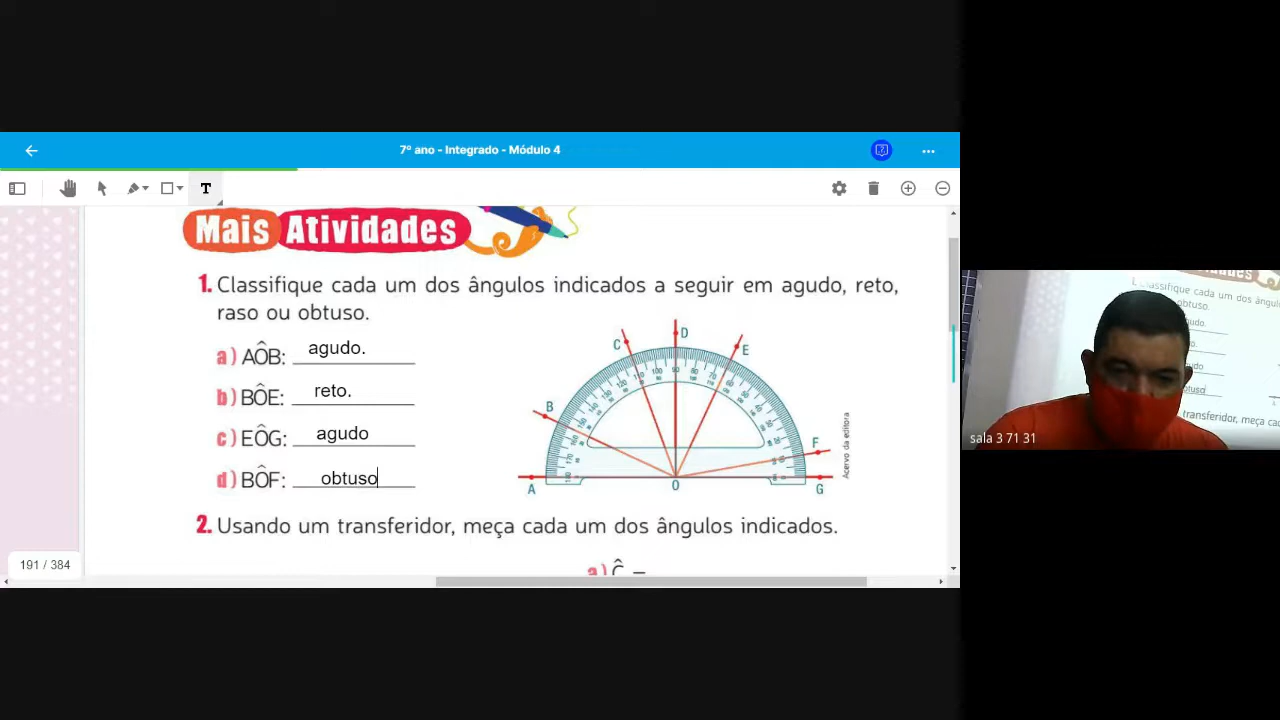 7º ano - Integrado - Módulo 4
T
Mais Atividades
1. Classifique cada um dos ângulos indicados a seguir em agudo, reto,
raso ou obtuso.
a) AÔB: agudo.
b) BÔE: reto.
c) EÔG: agudo
d) BÔF: obtuso
A
B
C
D
E
F
G
O
Acervo da editora
2. Usando um transferidor, meça cada um dos ângulos indicados.
a) Ĉ =
191 / 384
sala 3 71 31